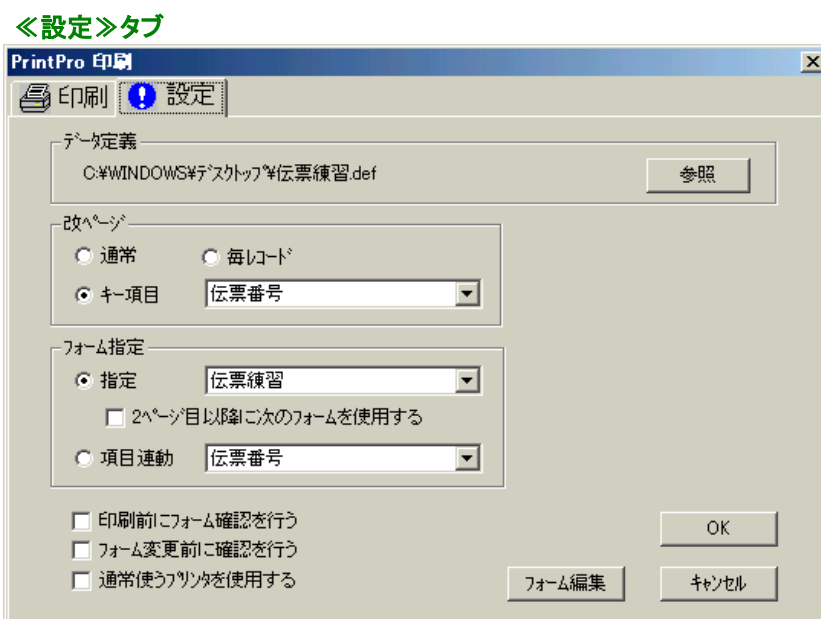 ≪設定≫タブ
PrintPro 印刷
印刷 設定
データ定義
C:¥WINDOWS¥デスクトップ¥伝票練習.def 参照
改ページ
通常 毎レコード
キー項目 伝票番号
フォーム指定
指定 伝票練習
2ページ目以降に次のフォームを使用する
項目連動 伝票番号
印刷前にフォーム確認を行う
フォーム変更前に確認を行う
OK
通常使うプリンタを使用する
フォーム編集 キャンセル